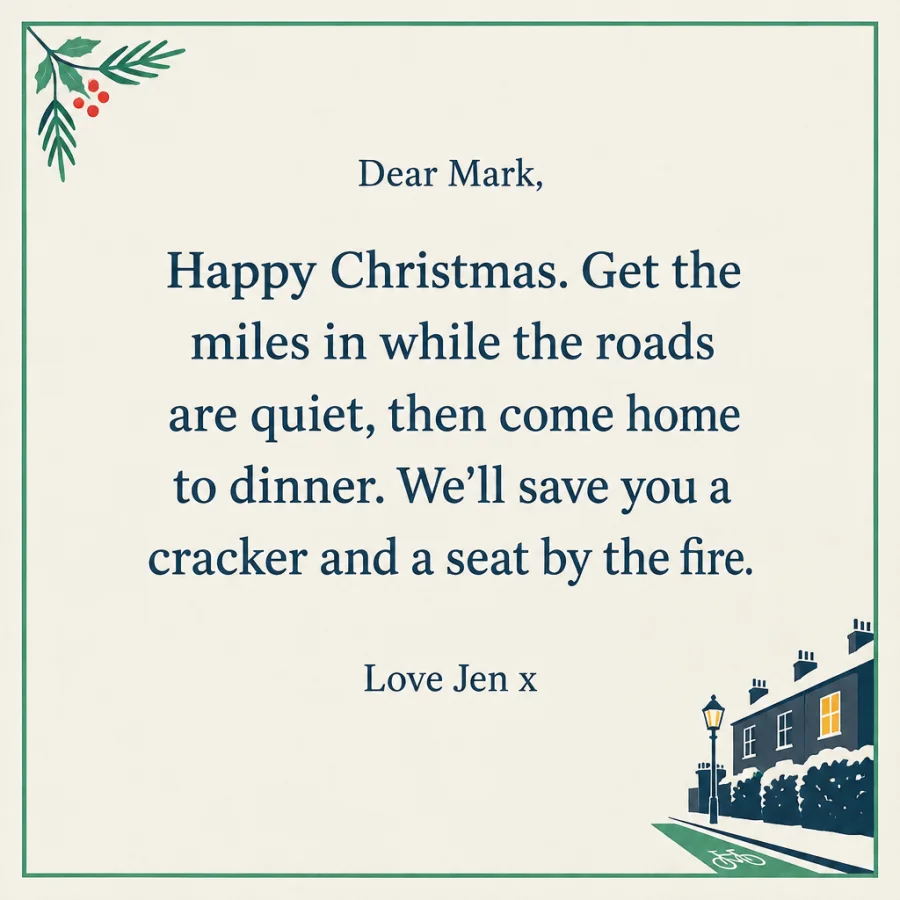 Dear Mark,
Happy Christmas. Get the
miles in while the roads
are quiet, then come home
to dinner. We’ll save you a
cracker and a seat by the fire.
Love Jen x